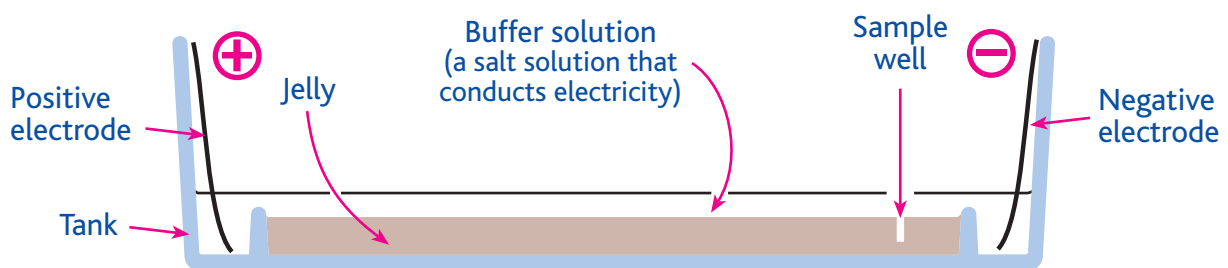 Buffer solution
(a salt solution that
conducts electricity)
Sample
well
+
−
Jelly
Positive
electrode
Negative
electrode
Tank